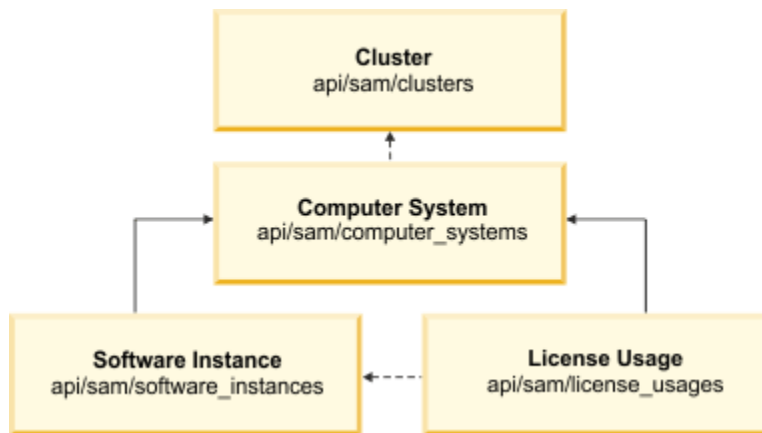 Cluster
api/sam/clusters
Computer System
api/sam/computer_systems
Software Instance
api/sam/software_instances
License Usage
api/sam/license_usages